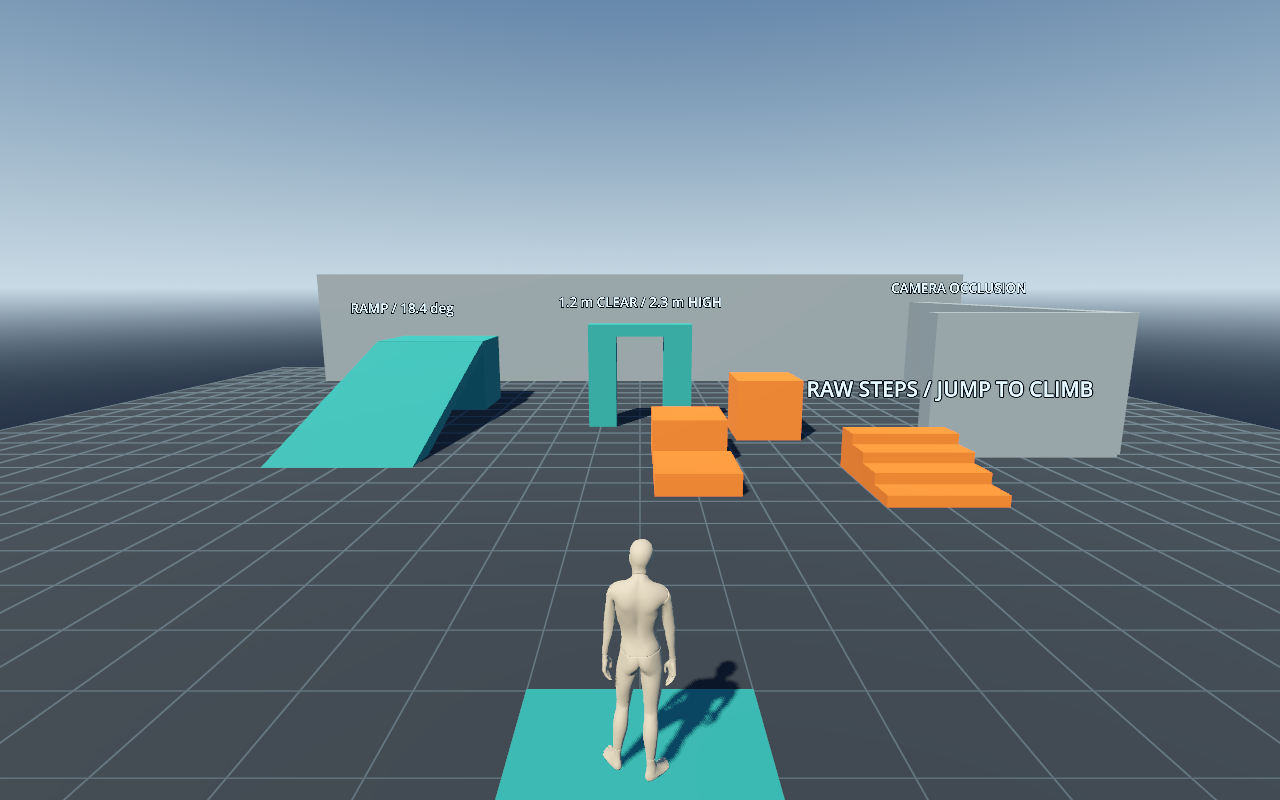 CAMERA OCCLUSION
1.2 m CLEAR / 2.3 m HIGH
RAMP / 18.4 deg
RAW STEPS / JUMP TO CLIMB